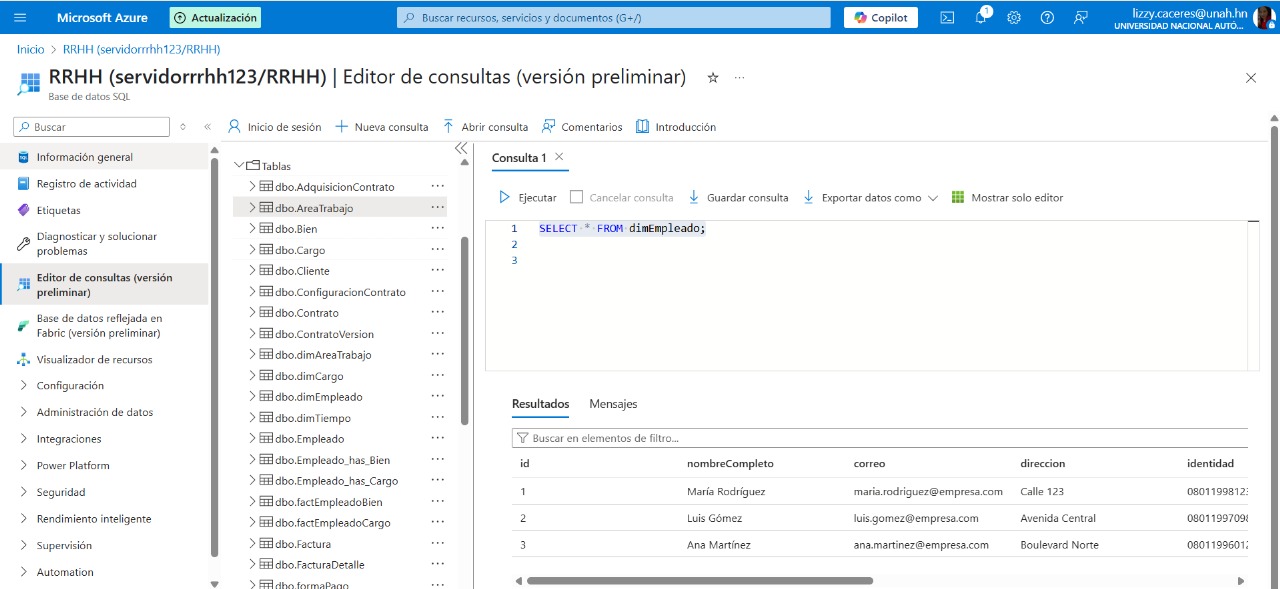 Microsoft Azure
Actualización
Buscar recursos, servicios y documentos (G+/)
Copilot
1
lizzy.caceres@unah.hn
UNIVERSIDAD NACIONAL AUTÓ...
Inicio > RRHH (servidorrrhh123/RRHH)
RRHH (servidorrrhh123/RRHH) | Editor de consultas (versión preliminar)
Base de datos SQL
Buscar
Inicio de sesión
Nueva consulta
Abrir consulta
Comentarios
Introducción
Información general
Registro de actividad
Etiquetas
Diagnosticar y solucionar
problemas
Editor de consultas (versión
preliminar)
Base de datos reflejada en
Fabric (versión preliminar)
Visualizador de recursos
Configuración
Administración de datos
Integraciones
Power Platform
Seguridad
Rendimiento inteligente
Supervisión
Automation
Tablas
dbo.AdquisicionContrato
dbo.AreaTrabajo
dbo.Bien
dbo.Cargo
dbo.Cliente
dbo.ConfiguracionContrato
dbo.Contrato
dbo.ContratoVersion
dbo.dimAreaTrabajo
dbo.dimCargo
dbo.dimEmpleado
dbo.dimTiempo
dbo.Empleado
dbo.Empleado_has_Bien
dbo.Empleado_has_Cargo
dbo.factEmpleadoBien
dbo.factEmpleadoCargo
dbo.Factura
dbo.FacturaDetalle
dbo.formaPago
Consulta 1
Ejecutar
Cancelar consulta
Guardar consulta
Exportar datos como
Mostrar solo editor
1 SELECT * FROM dimEmpleado;
2
3
Resultados
Mensajes
Buscar en elementos de filtro...
id nombreCompleto correo direccion identidad
1 María Rodríguez maria.rodriguez@empresa.com Calle 123 08011998123
2 Luis Gómez luis.gomez@empresa.com Avenida Central 08011997098
3 Ana Martínez ana.martinez@empresa.com Boulevard Norte 08011996012